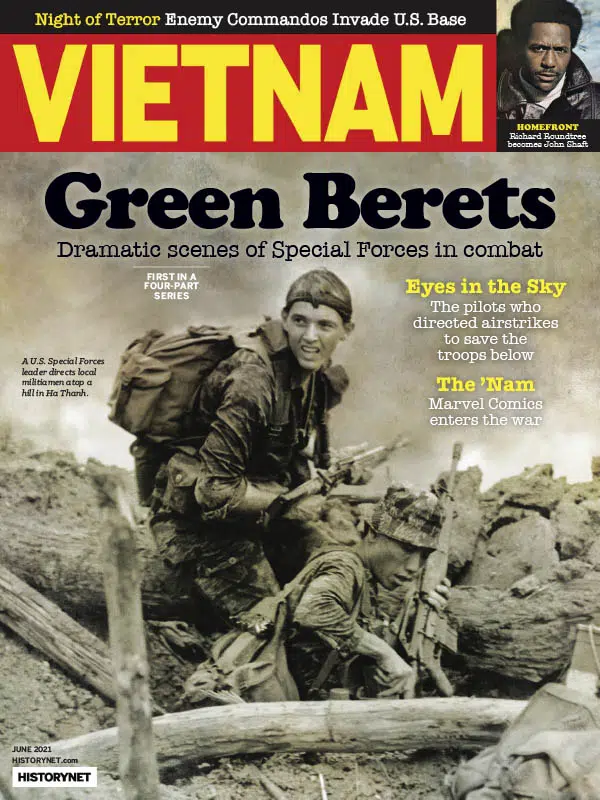 Night of Terror Enemy Commandos Invade U.S. Base
VIETNAM
HOMEFRONT
Richard Roundtree
becomes John Shaft
Green Berets
Dramatic scenes of Special Forces in combat
FIRST IN A
FOUR-PART
SERIES
Eyes in the Sky
The pilots who
directed airstrikes
to save the
troops below
The ’Nam
Marvel Comics
enters the war
A U.S. Special Forces
leader directs local
militiamen atop a
hill in Ha Thanh.
JUNE 2021
HISTORYNET.com
HISTORYNET